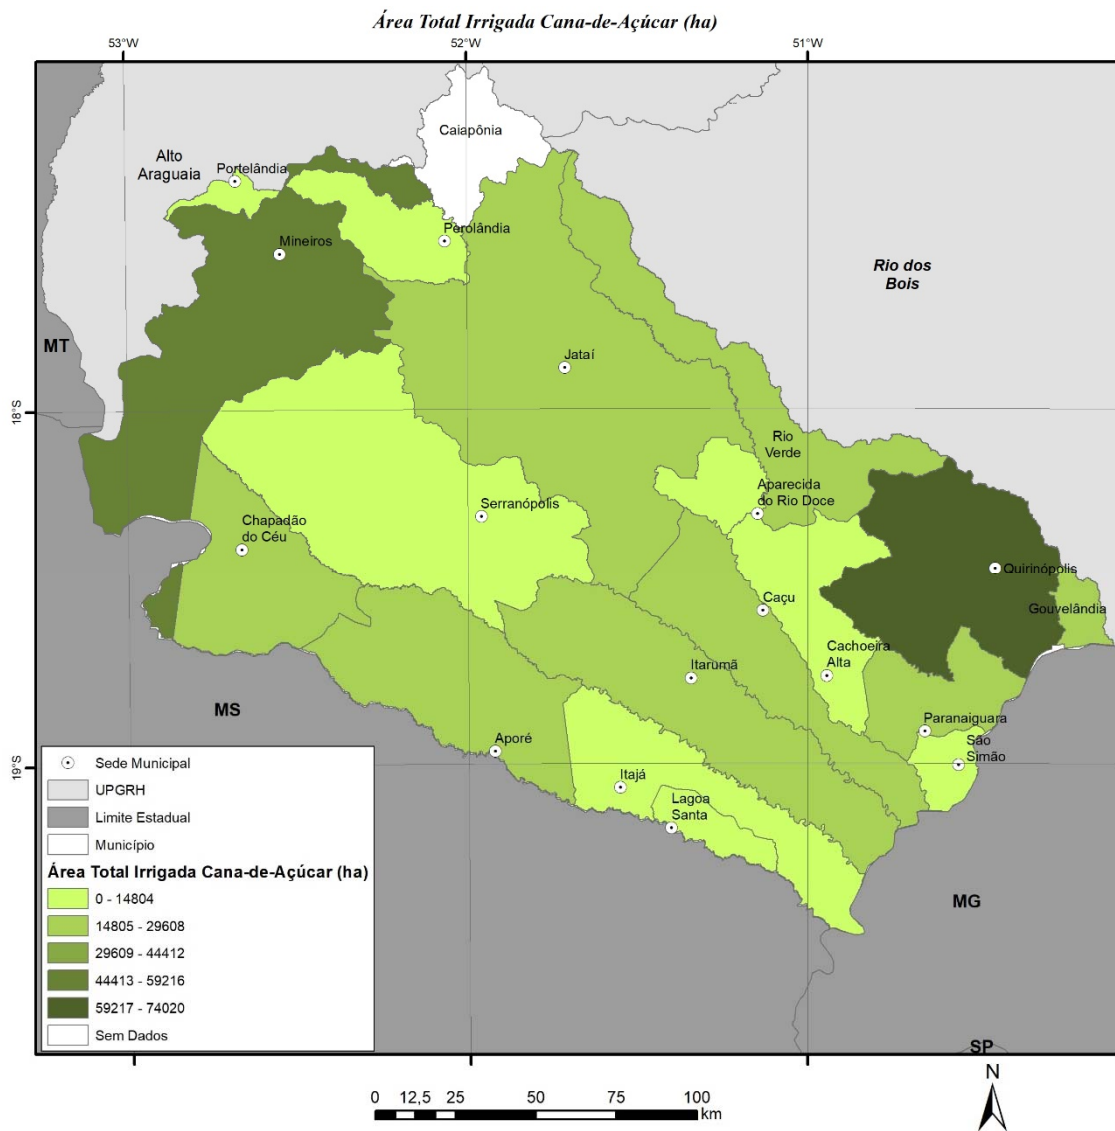 Área Total Irrigada Cana-de-Açúcar (ha)
53°W
52°W
51°W
Caiapônia
Alto
Araguaia
Portelândia
Perolândia
Mineiros
Rio dos
Bois
MT
Jataí
18°S
Rio
Verde
Aparecida
do Rio Doce
Serranópolis
Chapadão
do Céu
Quirinópolis
Caçu
Gouvelândia
Cachoeira
Alta
Itarumã
MS
Paranaiguara
São
Simão
Aporé
19°S
Itajá
Lagoa
Santa
MG
SP
Sede Municipal
UPGRH
Limite Estadual
Município
Área Total Irrigada Cana-de-Açúcar (ha)
0 - 14804
14805 - 29608
29609 - 44412
44413 - 59216
59217 - 74020
Sem Dados
0 12,5 25 50 75 100
km
N